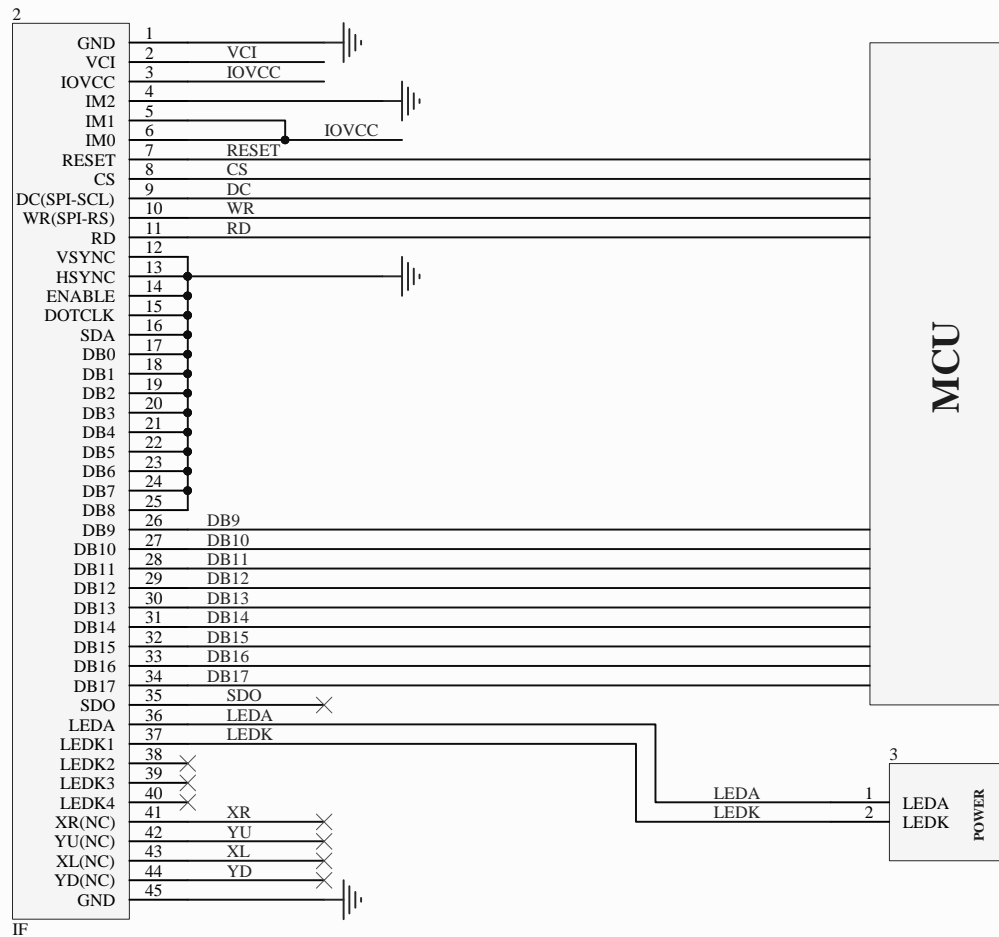 2
GND 1
VCI 2 VCI
IOVCC 3 IOVCC
IM2 4
IM1 5
IM0 6 IOVCC
RESET 7 RESET
CS 8 CS
DC(SPI-SCL) 9 DC
WR(SPI-RS) 10 WR
RD 11 RD
VSYNC 12
HSYNC 13
ENABLE 14
DOTCLK 15
SDA 16
DB0 17
DB1 18
DB2 19
DB3 20
DB4 21
DB5 22
DB6 23
DB7 24
DB8 25
DB9 26 DB9
DB10 27 DB10
DB11 28 DB11
DB12 29 DB12
DB13 30 DB13
DB14 31 DB14
DB15 32 DB15
DB16 33 DB16
DB17 34 DB17
SDO 35 SDO
LEDA 36 LEDA
LEDK1 37 LEDK
LEDK2 38
LEDK3 39
LEDK4 40
XR(NC) 41 XR
YU(NC) 42 YU
XL(NC) 43 XL
YD(NC) 44 YD
GND 45
IF
MCU
3
LEDA 1 LEDA
LEDK 2 LEDK
POWER